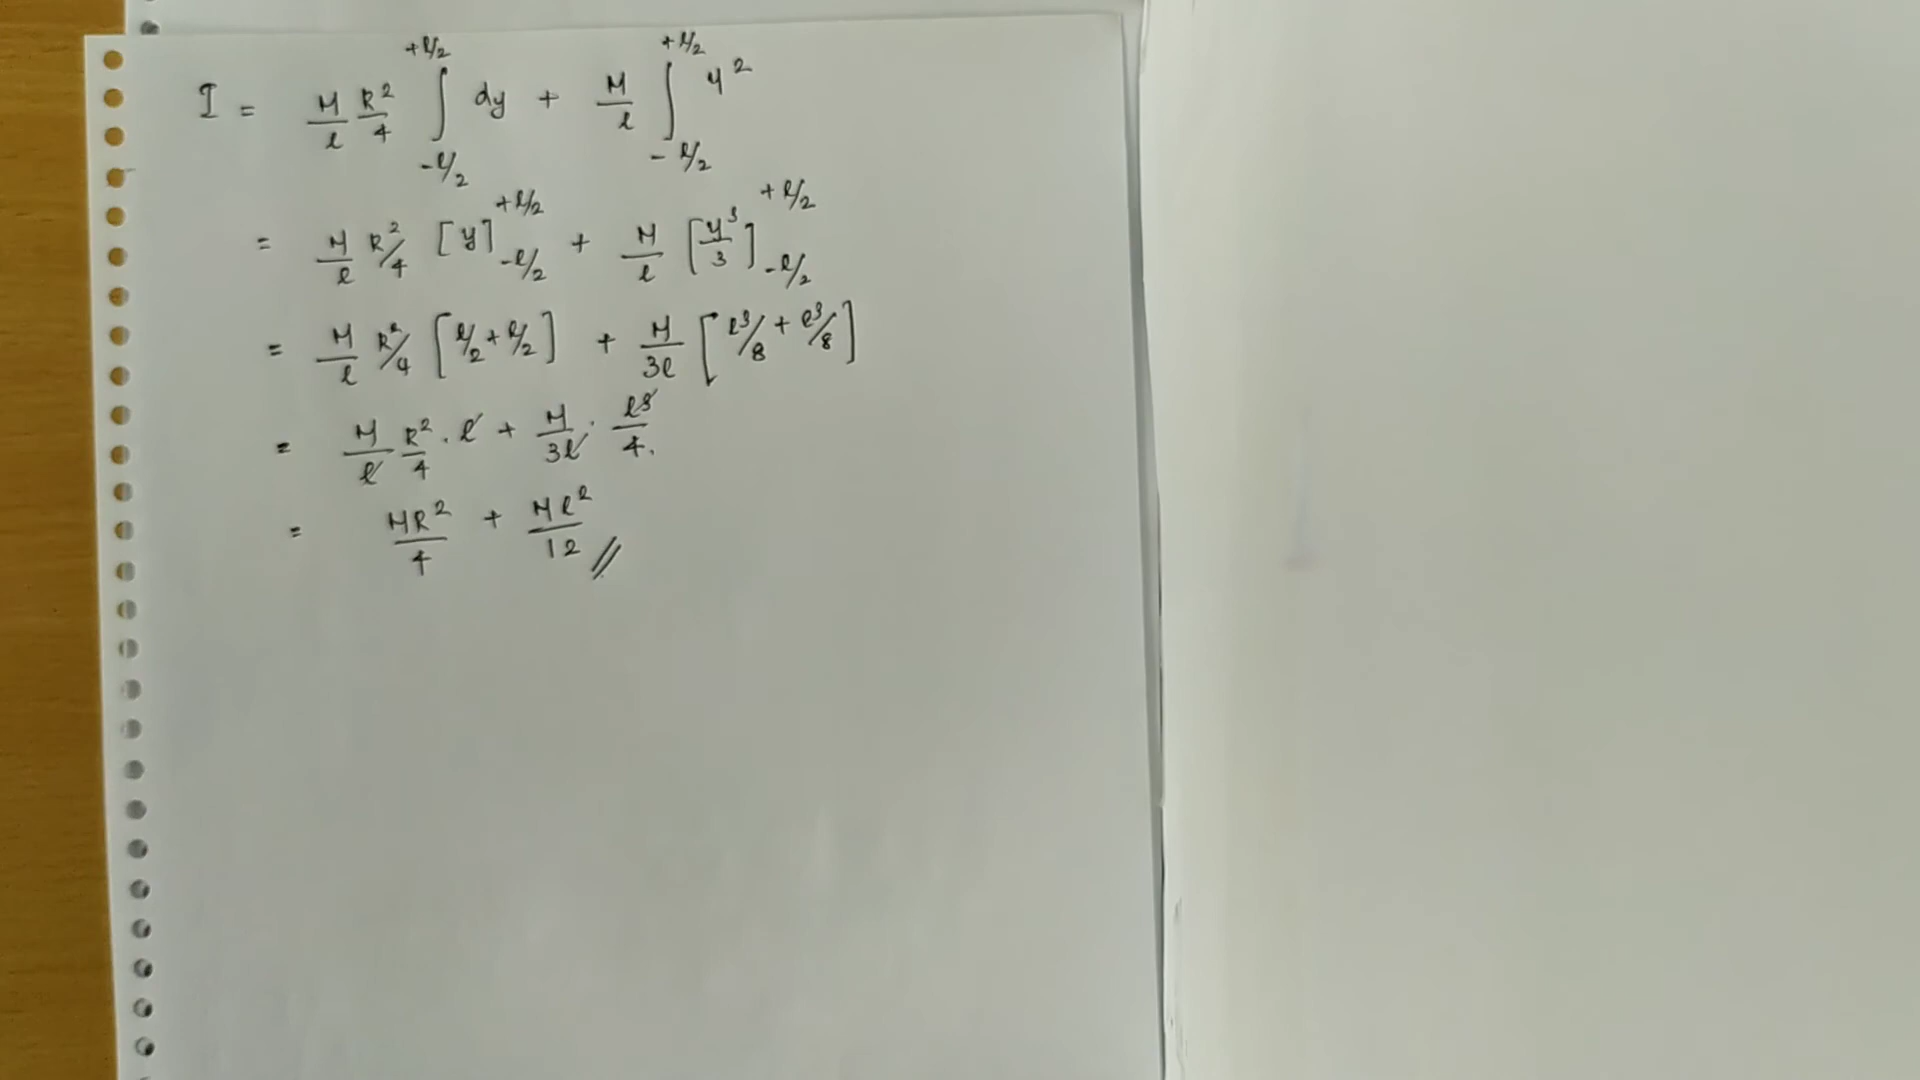 I = M/l R²/4 ∫_{-l/2}^{+l/2} dy + M/l ∫_{-l/2}^{+l/2} y²
= M/l R²/4 [y]_{-l/2}^{+l/2} + M/l [y³/3]_{-l/2}^{+l/2}
= M/l R²/4 [l/2 + l/2] + M/3l [l³/8 + l³/8]
= M/l R²/4 . l + M/3l . l³/4.
= MR²/4 + Ml²/12 //